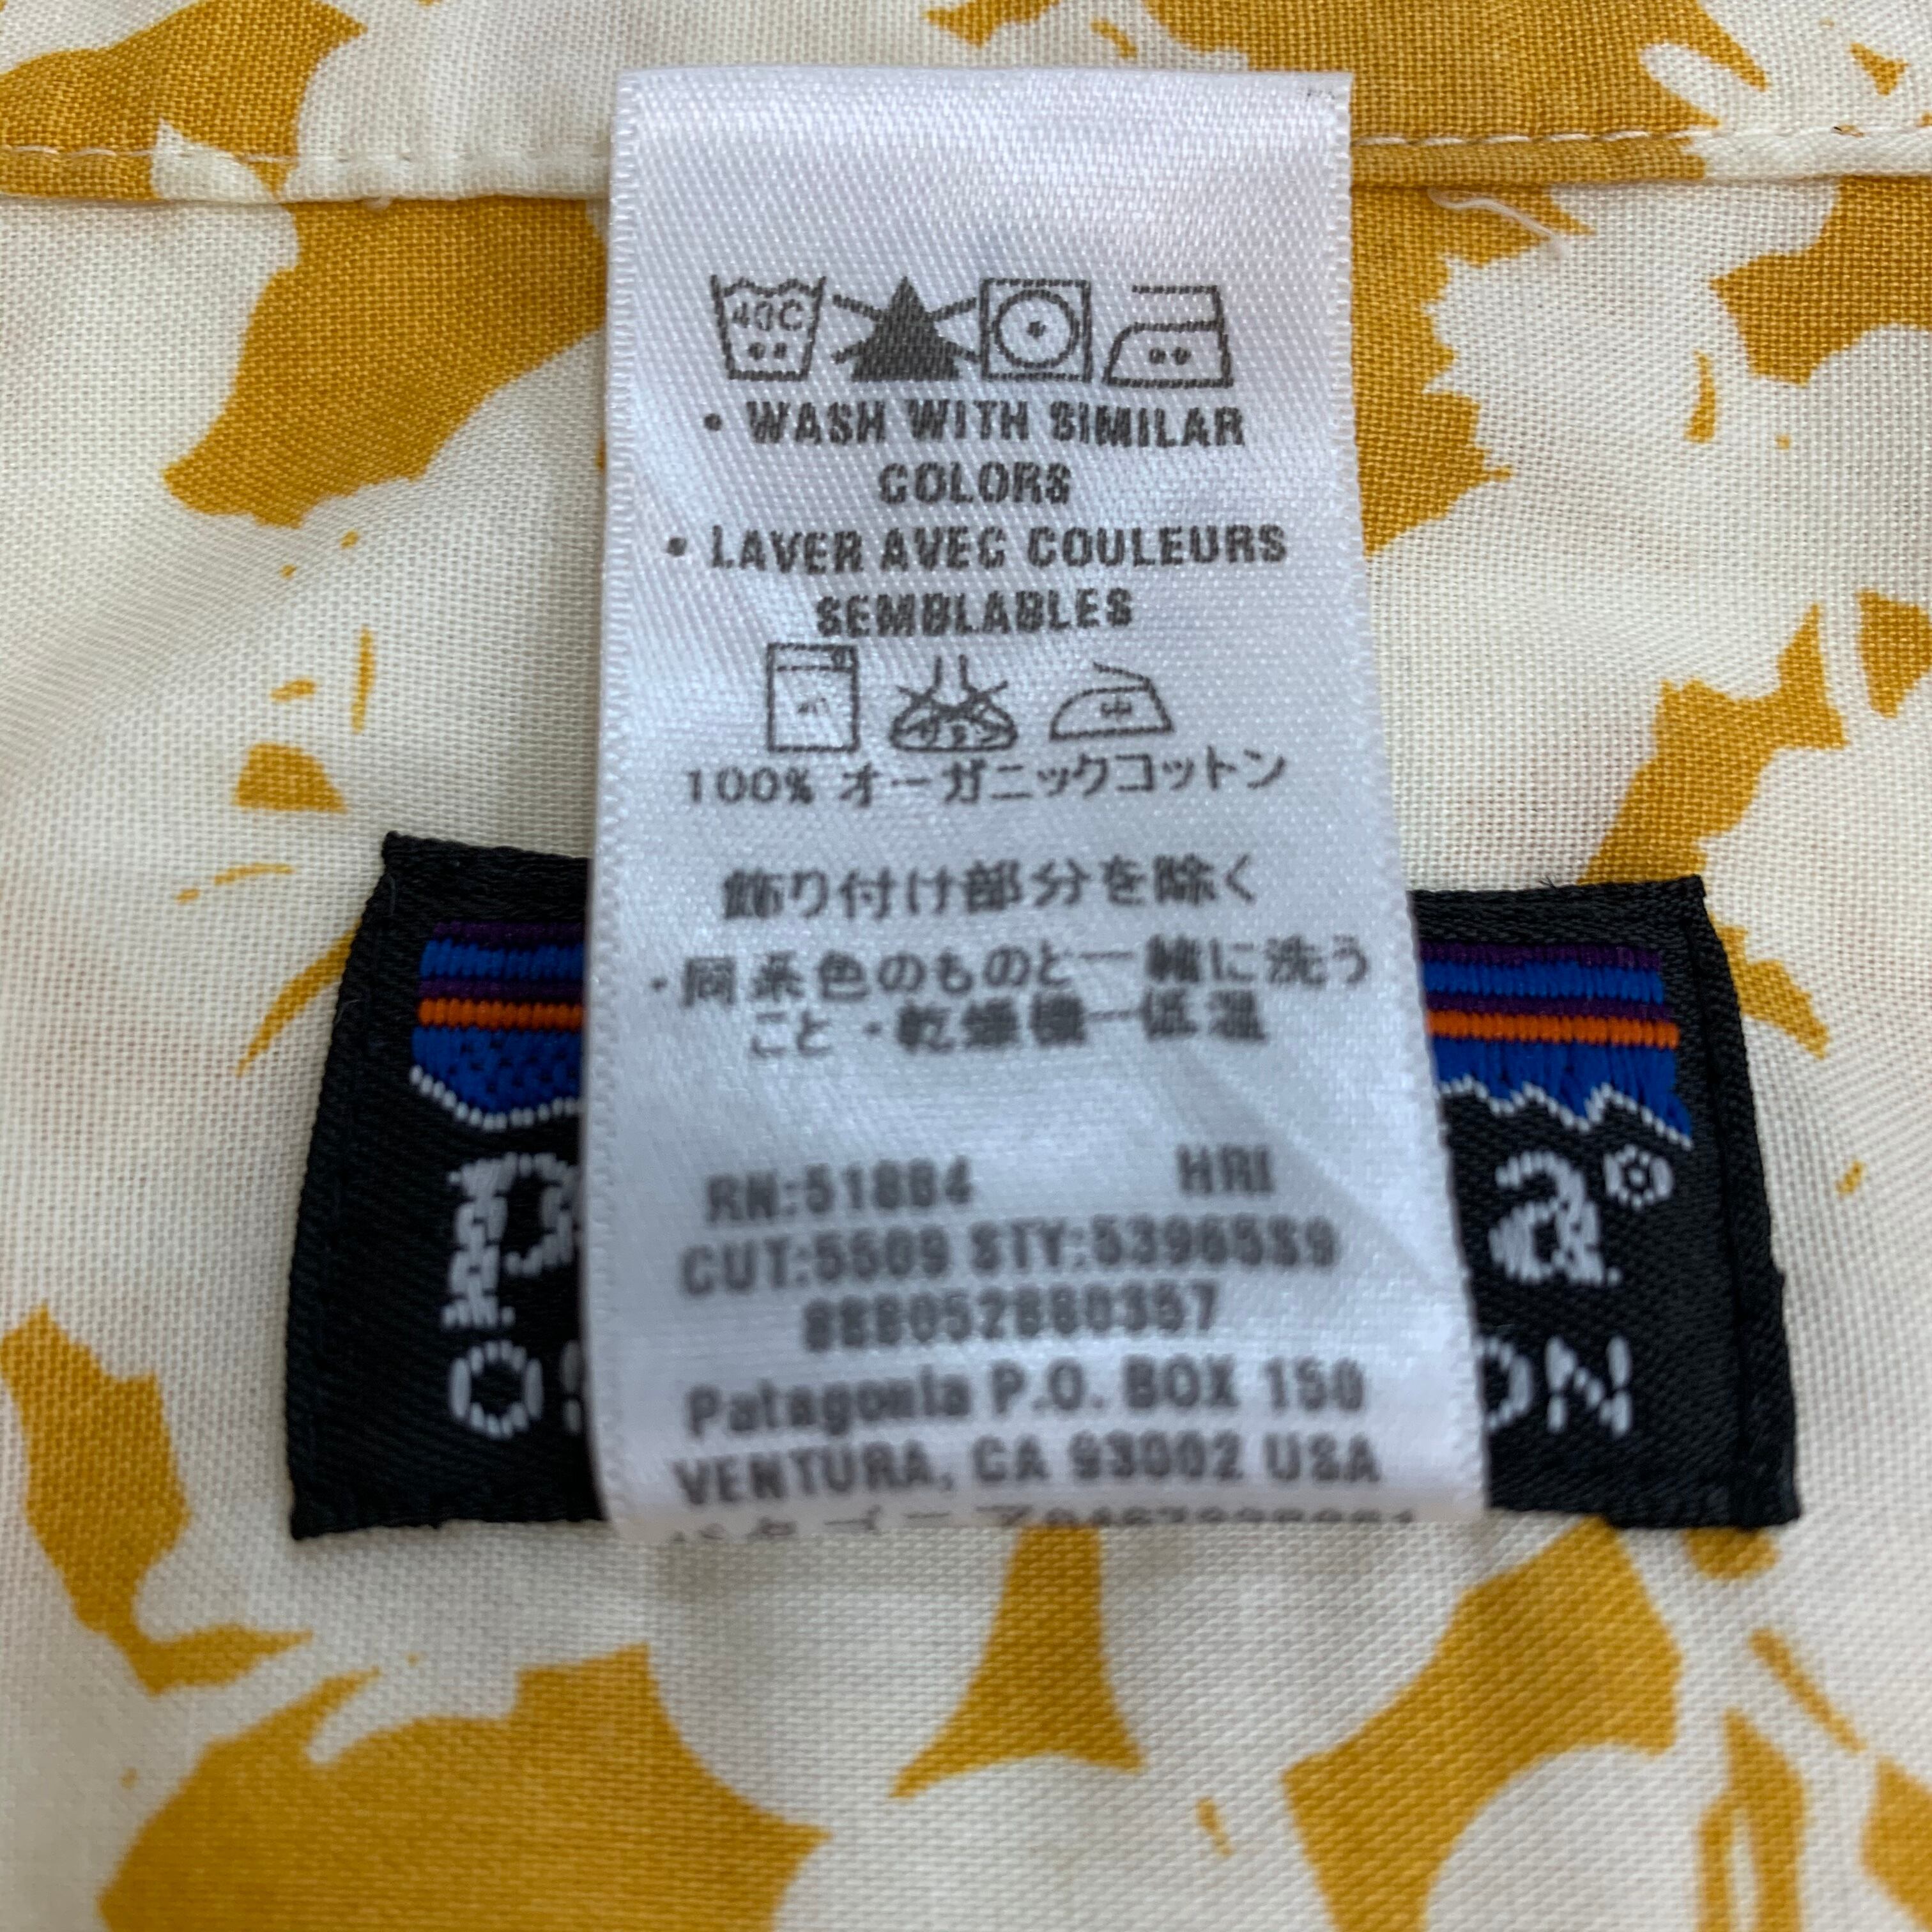 40C
• WASH WITH SIMILAR
COLORS
• LAVER AVEC COULEURS
SEMBLABLES
100% オーガニックコットン
飾り付け部分を除く
・同系色のものと一緒に洗う
こと・乾燥機ー低温
RN:51884 HRI
CUT:5509 STY:53965S9
Patagonia P.O. BOX 150
VENTURA, CA 93002 USA